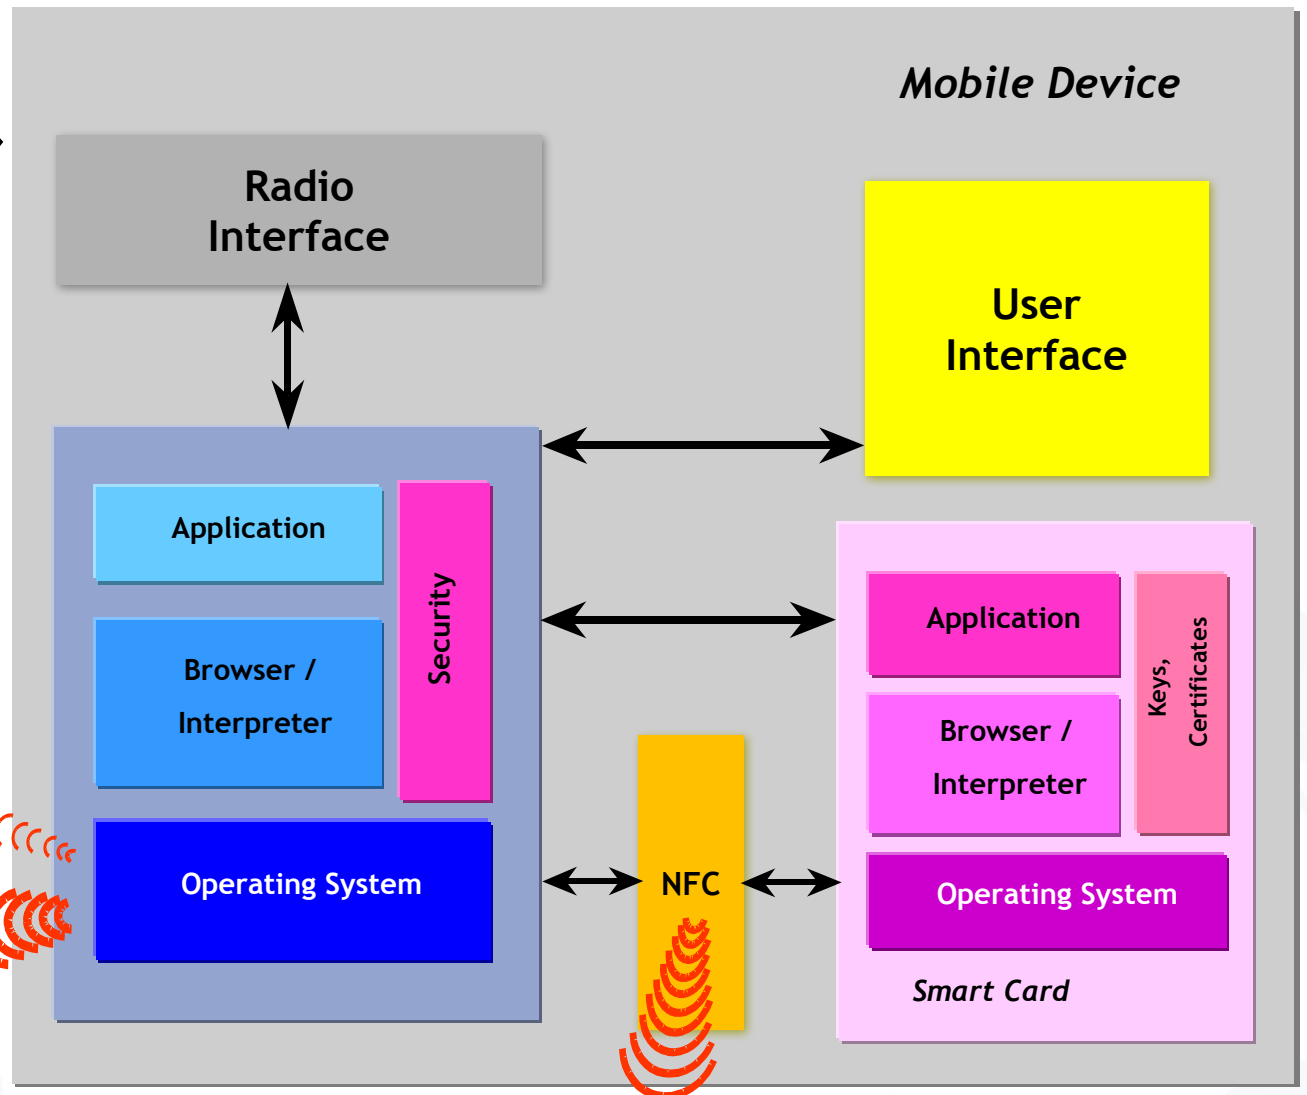 Mobile Device
Radio
Interface
User
Interface
Application
Security
Browser /
Interpreter
Operating System
NFC
Application
Keys,
Certificates
Browser /
Interpreter
Operating System
Smart Card